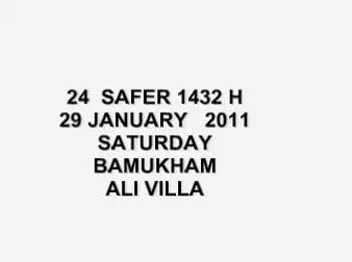 24 SAFER 1432 H
29 JANUARY 2011
SATURDAY
BAMUKHAM
ALI VILLA